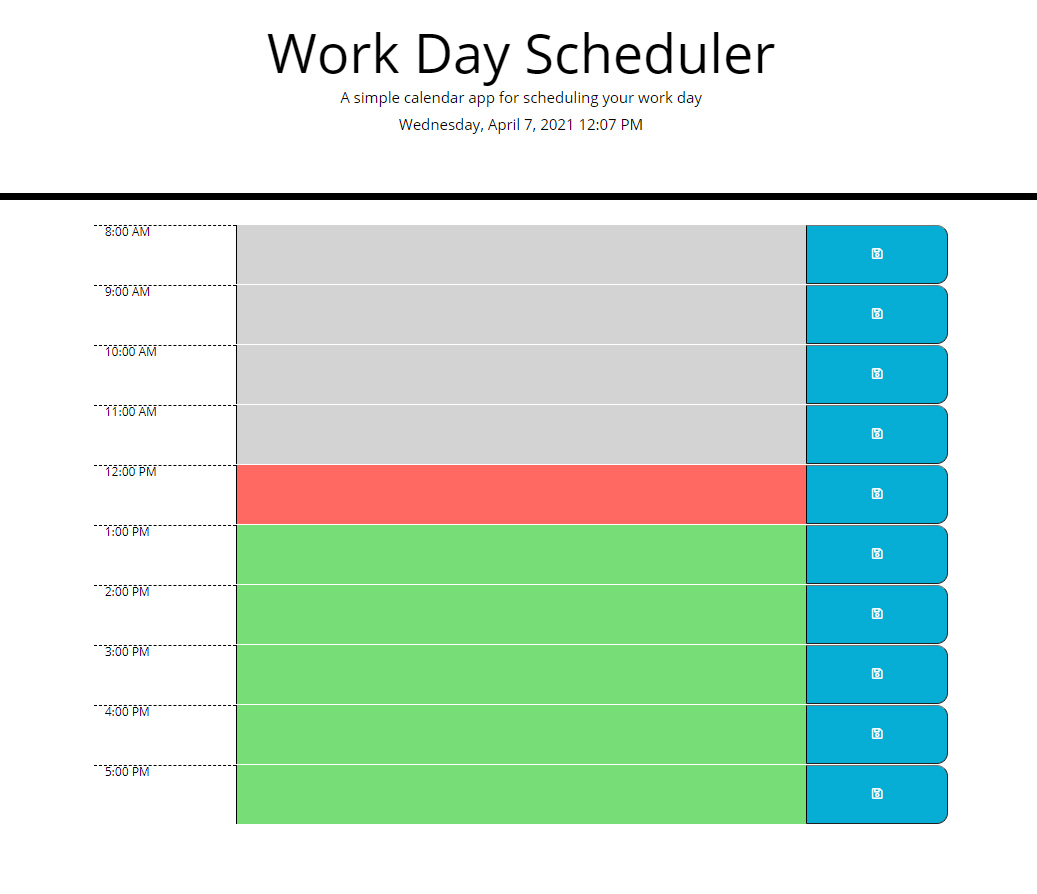 Work Day Scheduler
A simple calendar app for scheduling your work day
Wednesday, April 7, 2021 12:07 PM
8:00 AM
9:00 AM
10:00 AM
11:00 AM
12:00 PM
1:00 PM
2:00 PM
3:00 PM
4:00 PM
5:00 PM